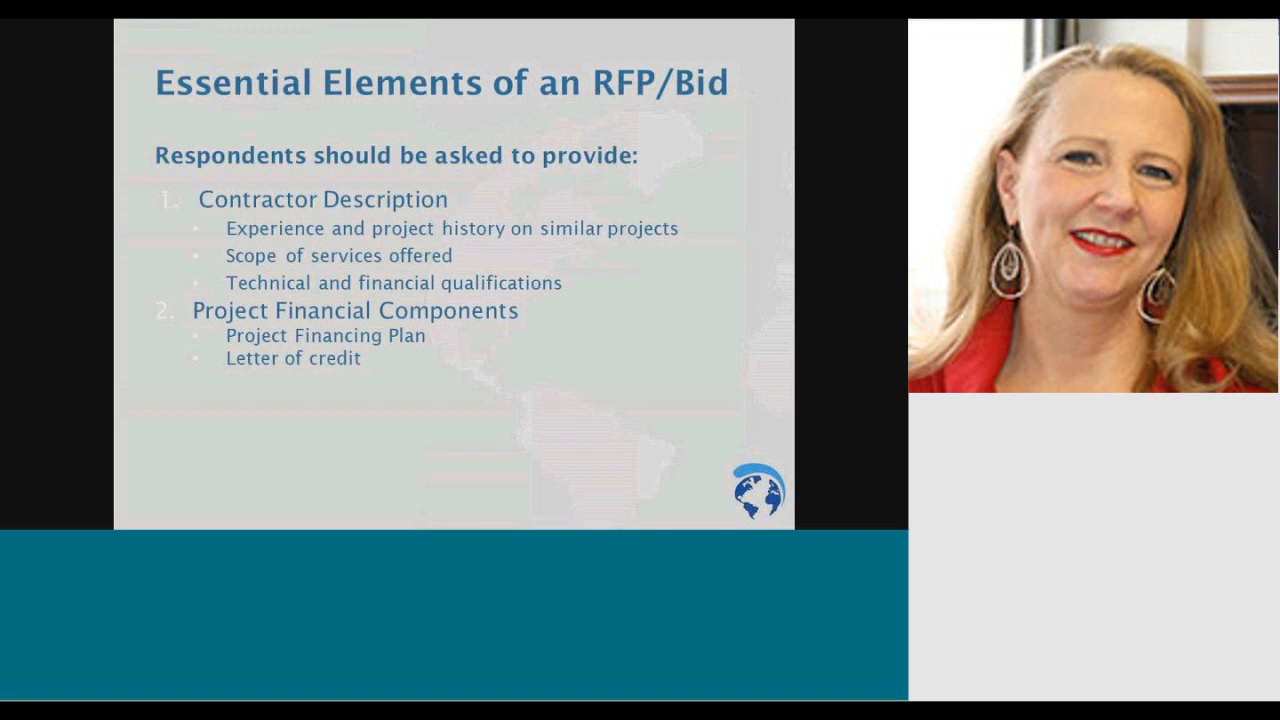 Essential Elements of an RFP/Bid
Respondents should be asked to provide:
1. Contractor Description
• Experience and project history on similar projects
• Scope of services offered
• Technical and financial qualifications
2. Project Financial Components
• Project Financing Plan
• Letter of credit